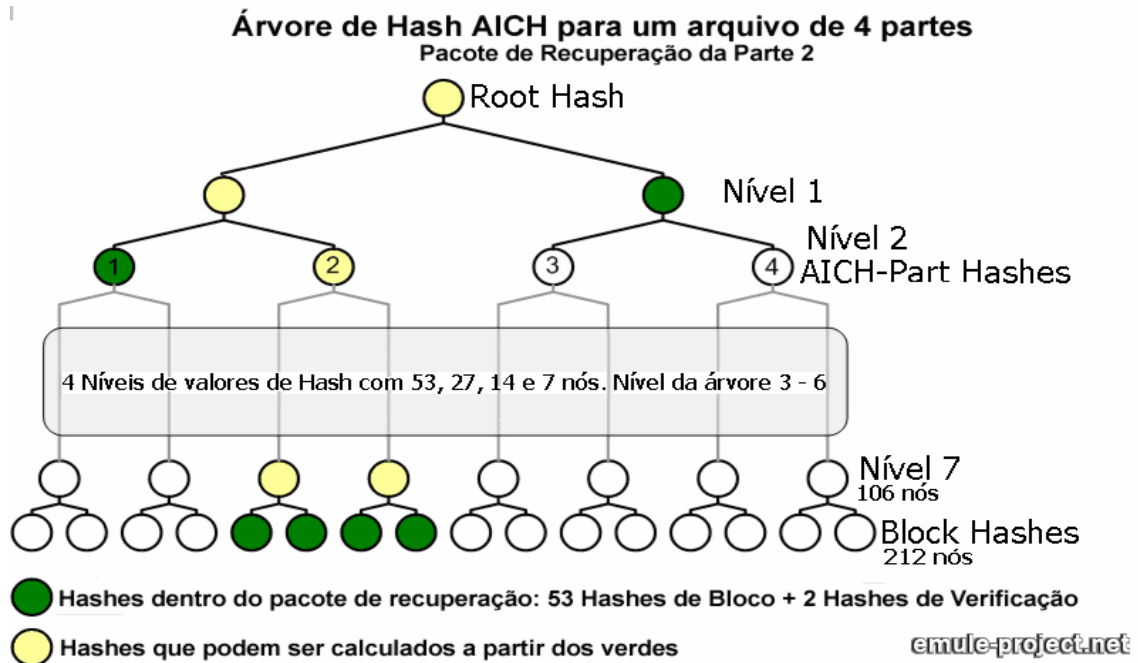 Árvore de Hash AICH para um arquivo de 4 partes
Pacote de Recuperação da Parte 2
Root Hash
Nível 1
Nível 2
AICH-Part Hashes
1
2
3
4
4 Níveis de valores de Hash com 53, 27, 14 e 7 nós. Nível da árvore 3 - 6
Nível 7
106 nós
Block Hashes
212 nós
Hashes dentro do pacote de recuperação: 53 Hashes de Bloco + 2 Hashes de Verificação
Hashes que podem ser calculados a partir dos verdes
emule-project.net